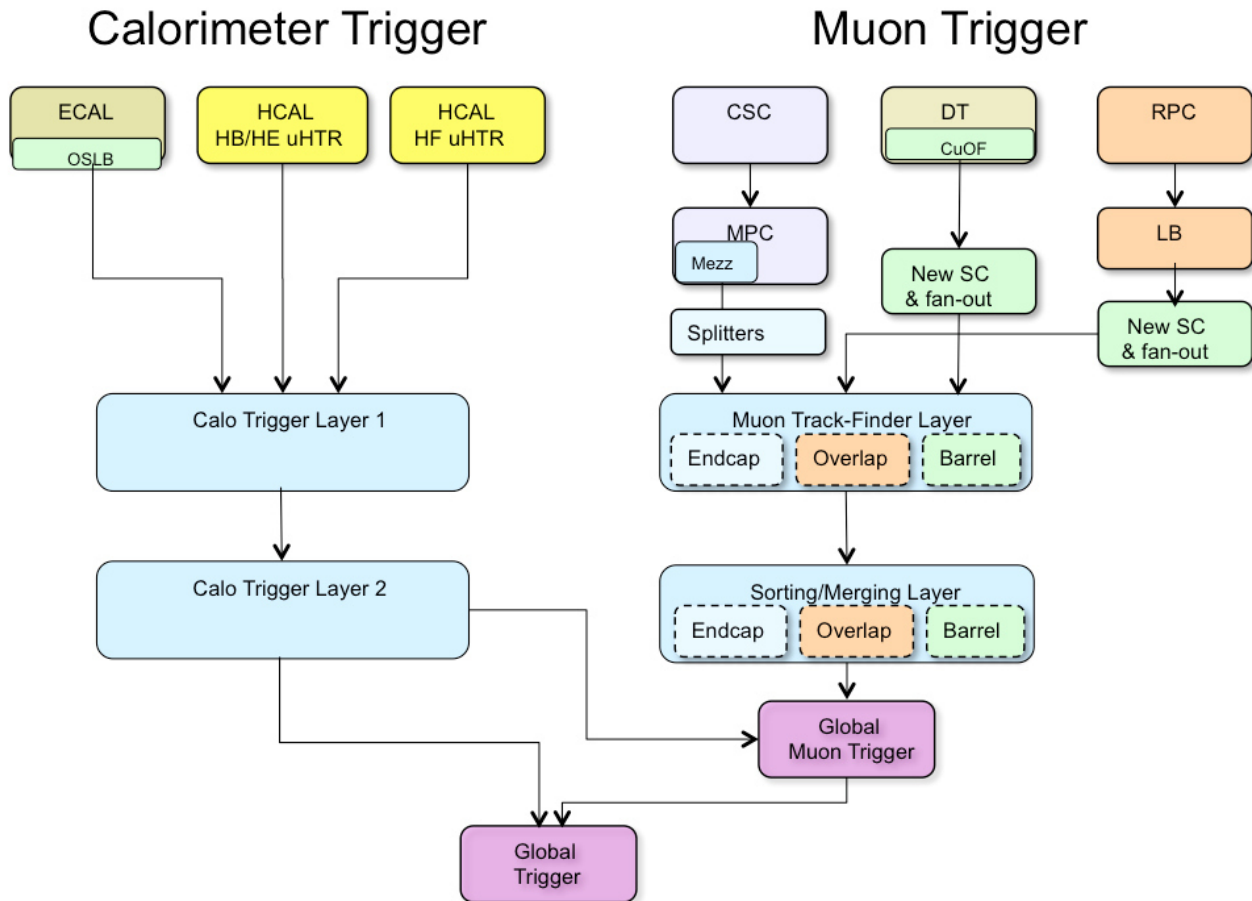 Calorimeter Trigger
Muon Trigger
ECAL
OSLB
HCAL
HB/HE uHTR
HCAL
HF uHTR
CSC
DT
CuOF
RPC
MPC
Mezz
LB
New SC
& fan-out
Splitters
New SC
& fan-out
Calo Trigger Layer 1
Muon Track-Finder Layer
Endcap
Overlap
Barrel
Calo Trigger Layer 2
Sorting/Merging Layer
Endcap
Overlap
Barrel
Global
Muon Trigger
Global
Trigger